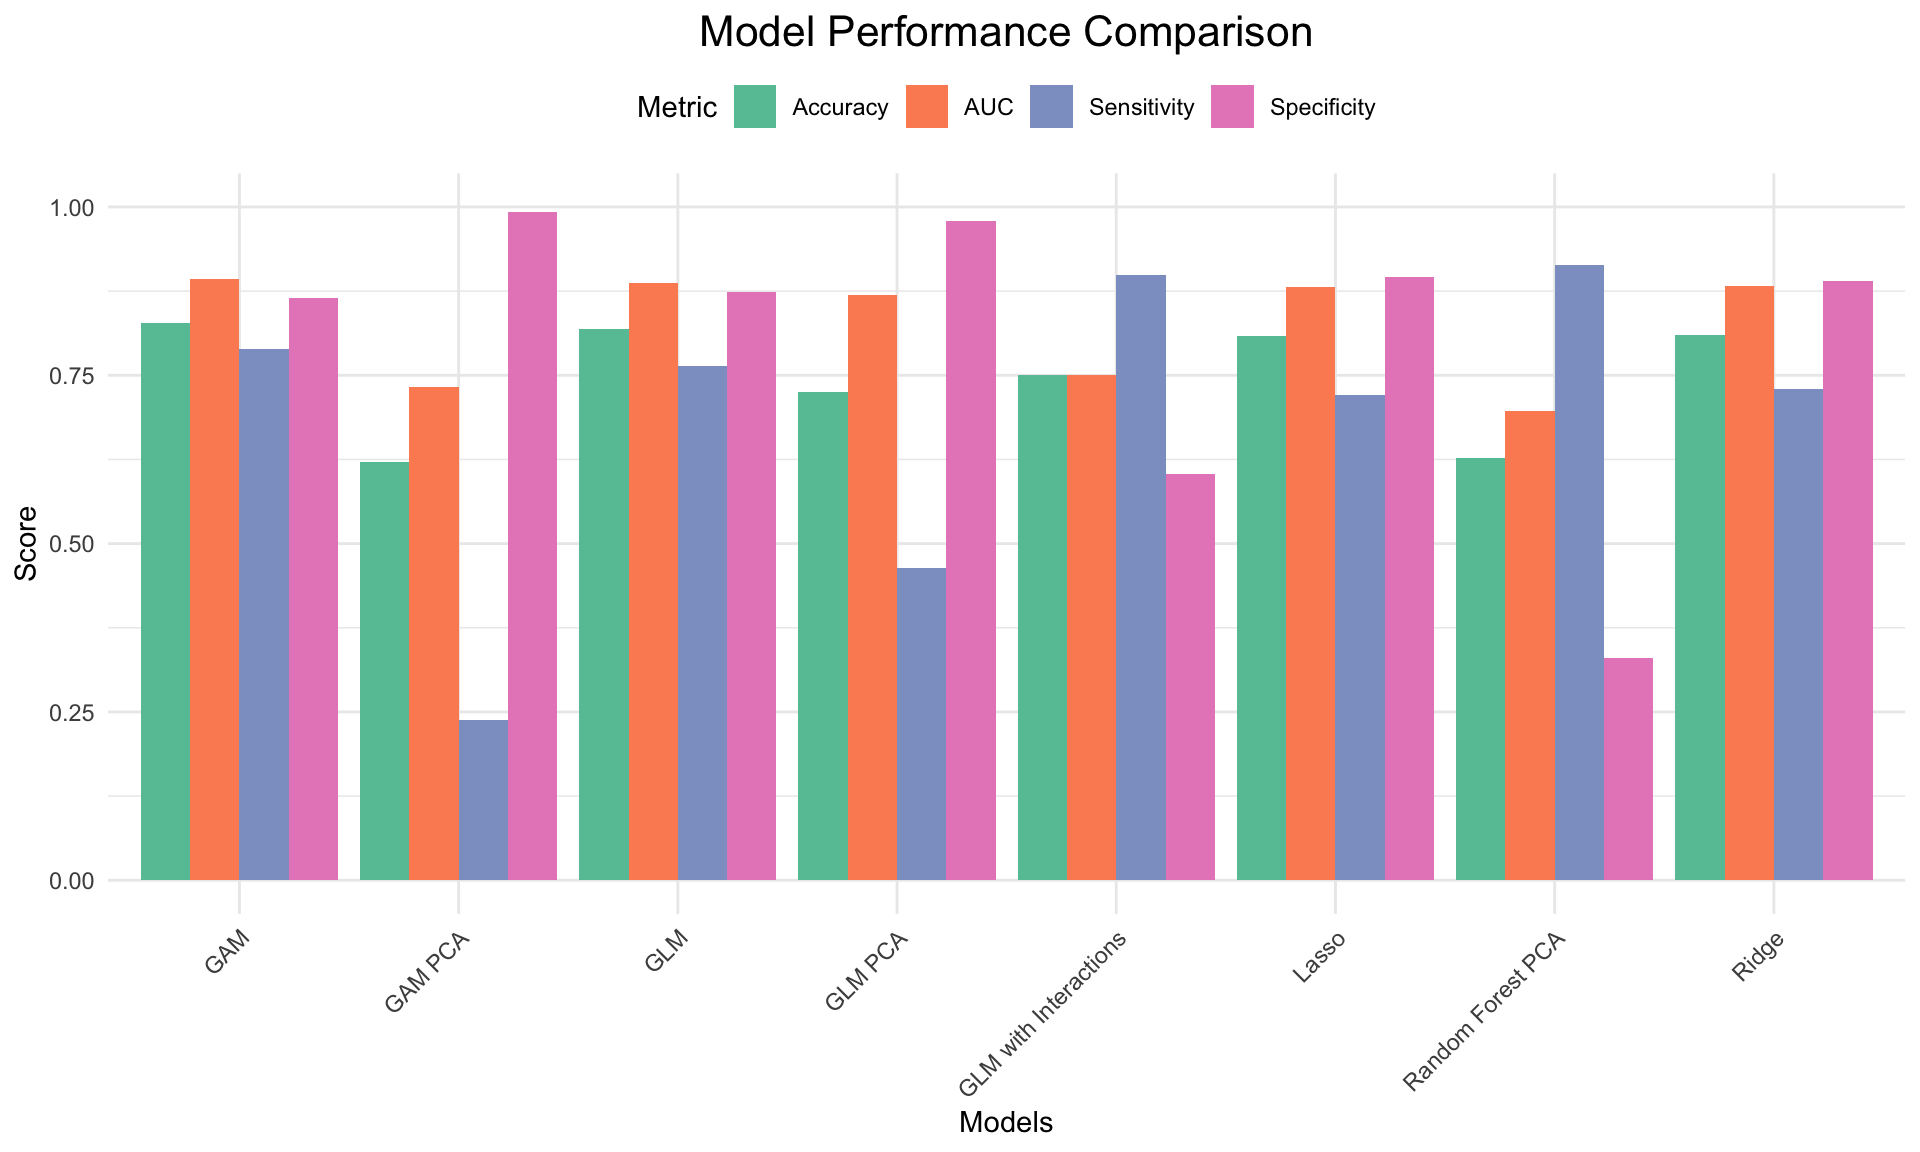 Model Performance Comparison
Metric Accuracy AUC Sensitivity Specificity
1.00
0.75
0.50
0.25
0.00
Score
GAM
GAM PCA
GLM
GLM PCA
GLM with Interactions
Lasso
Random Forest PCA
Ridge
Models